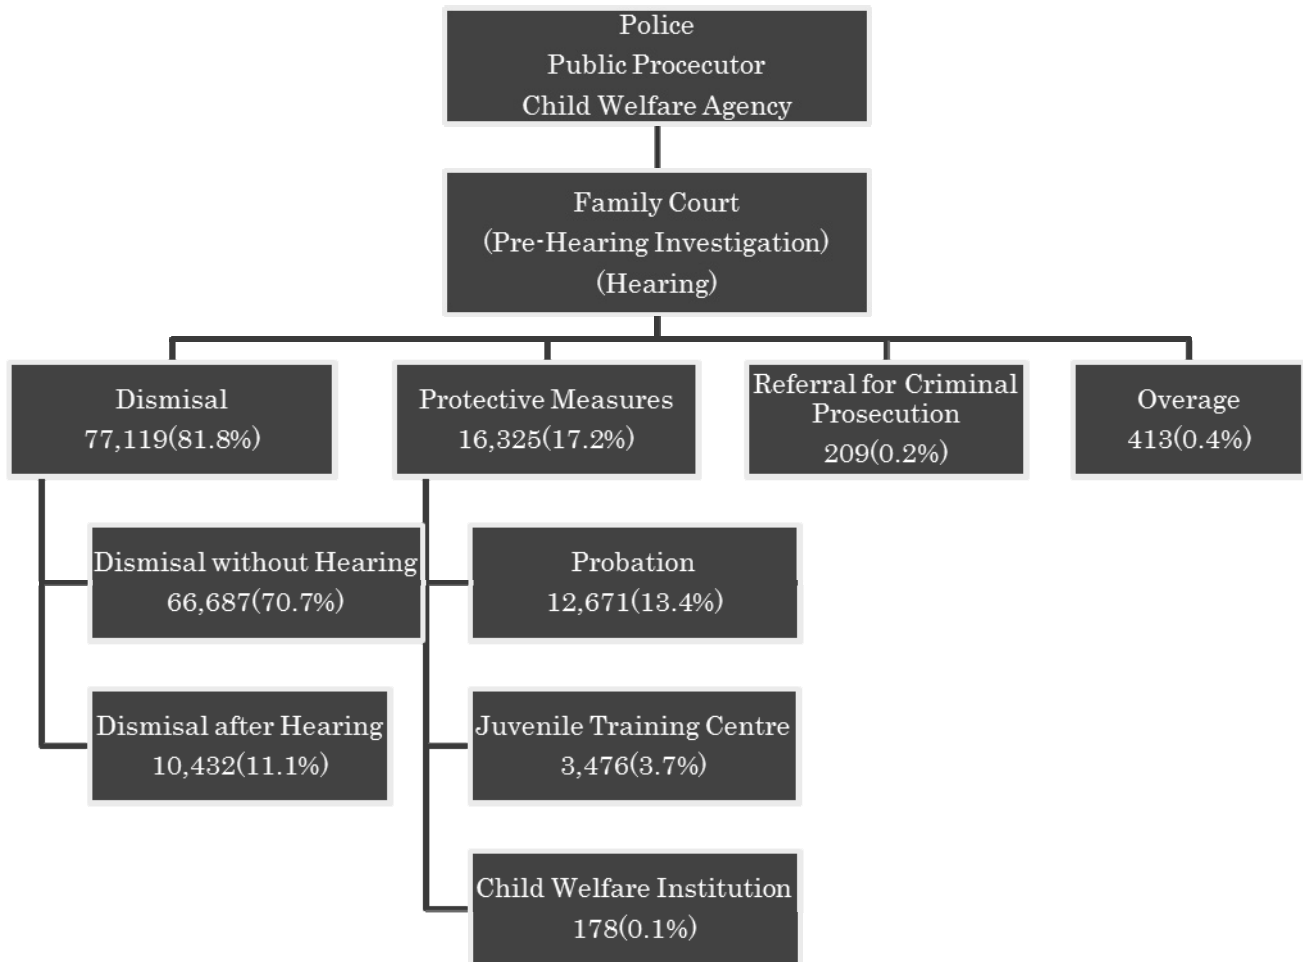 Police
Public Procecutor
Child Welfare Agency
Family Court
(Pre-Hearing Investigation)
(Hearing)
Dismisal
77,119(81.8%)
Protective Measures
16,325(17.2%)
Referral for Criminal
Prosecution
209(0.2%)
Overage
413(0.4%)
Dismisal without Hearing
66,687(70.7%)
Probation
12,671(13.4%)
Dismisal after Hearing
10,432(11.1%)
Juvenile Training Centre
3,476(3.7%)
Child Welfare Institution
178(0.1%)